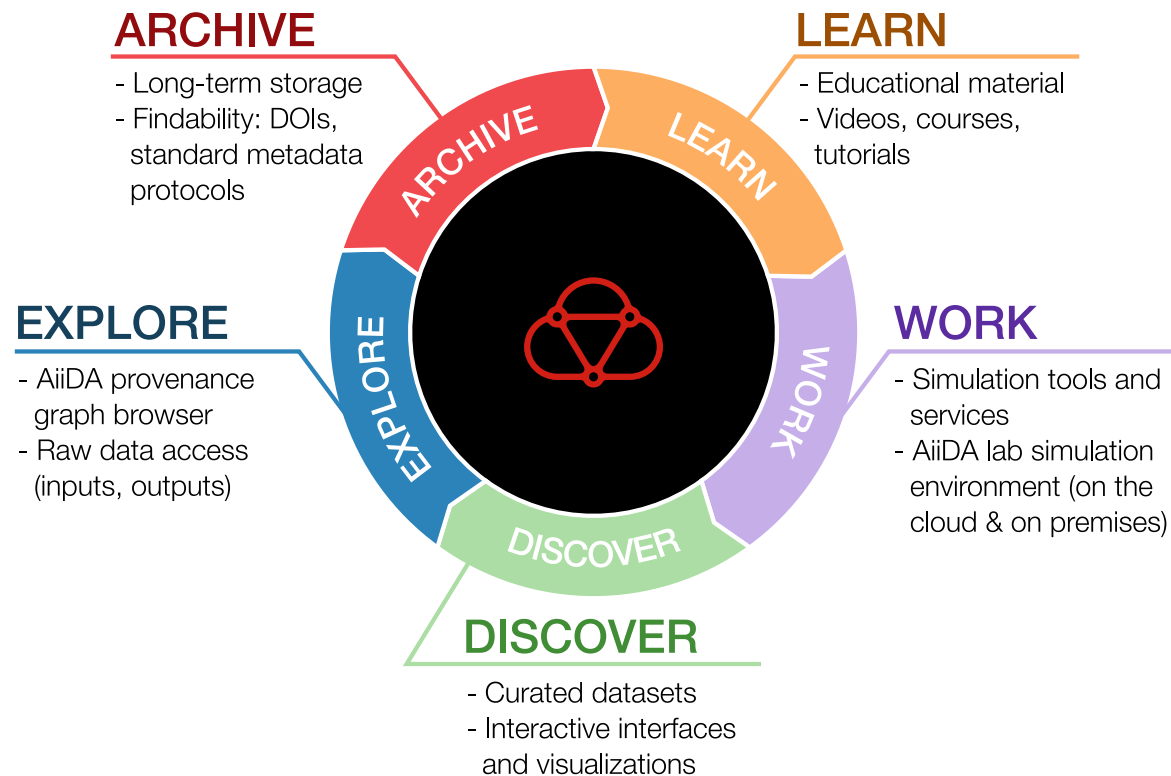 ARCHIVE
- Long-term storage
- Findability: DOIs,
standard metadata
protocols
LEARN
- Educational material
- Videos, courses,
tutorials
ARCHIVE
LEARN
EXPLORE
- AiiDA provenance
graph browser
- Raw data access
(inputs, outputs)
EXPLORE
WORK
WORK
- Simulation tools and
services
- AiiDA lab simulation
environment (on the
cloud & on premises)
DISCOVER
DISCOVER
- Curated datasets
- Interactive interfaces
and visualizations